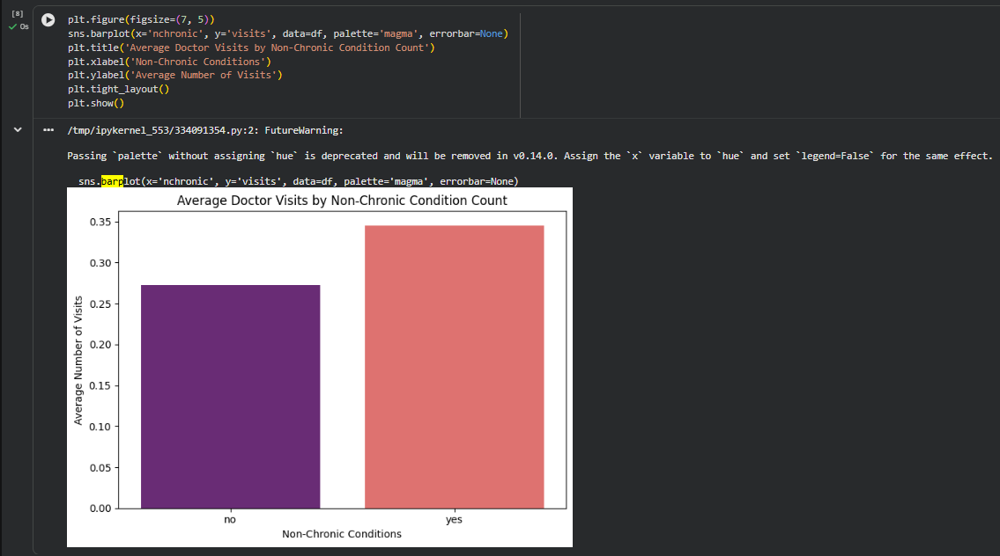 [8]
0s
plt.figure(figsize=(7, 5))
sns.barplot(x='nchronic', y='visits', data=df, palette='magma', errorbar=None)
plt.title('Average Doctor Visits by Non-Chronic Condition Count')
plt.xlabel('Non-Chronic Conditions')
plt.ylabel('Average Number of Visits')
plt.tight_layout()
plt.show()
/tmp/ipykernel_553/334091354.py:2: FutureWarning:
Passing `palette` without assigning `hue` is deprecated and will be removed in v0.14.0. Assign the `x` variable to `hue` and set `legend=False` for the same effect.
sns.barplot(x='nchronic', y='visits', data=df, palette='magma', errorbar=None)
Average Doctor Visits by Non-Chronic Condition Count
Average Number of Visits
0.35
0.30
0.25
0.20
0.15
0.10
0.05
0.00
no yes
Non-Chronic Conditions